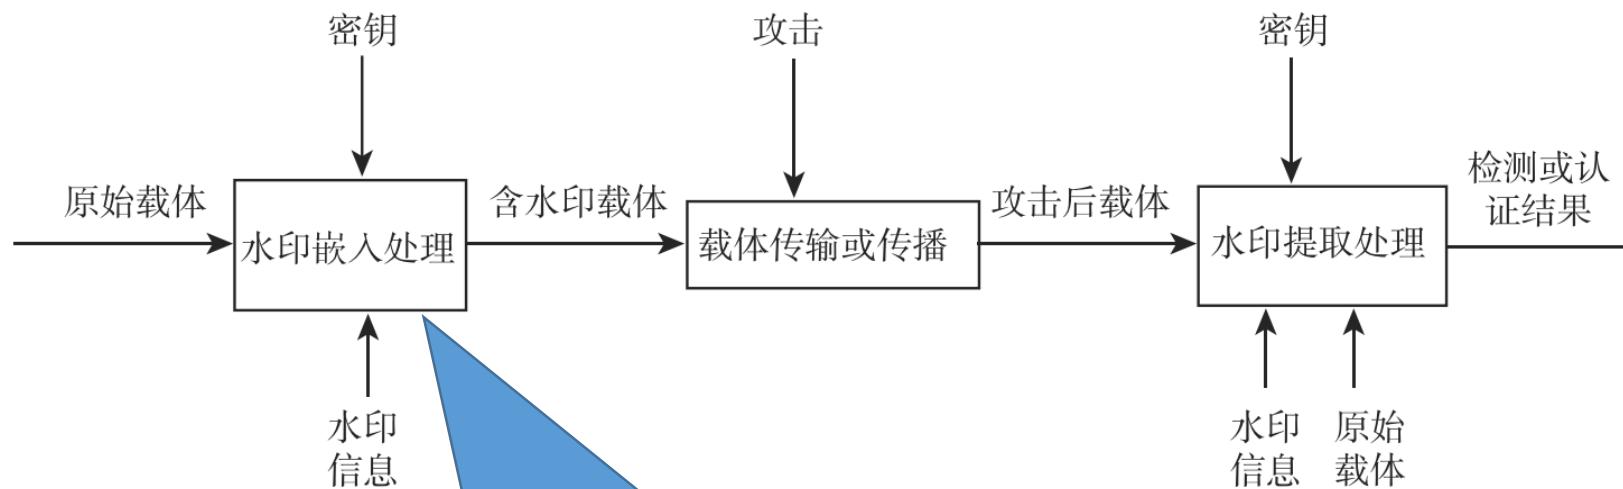 密钥
攻击
密钥
原始载体
水印嵌入处理
含水印载体
载体传输或传播
攻击后载体
水印提取处理
检测或认
证结果
水印
信息
水印
信息
原始
载体